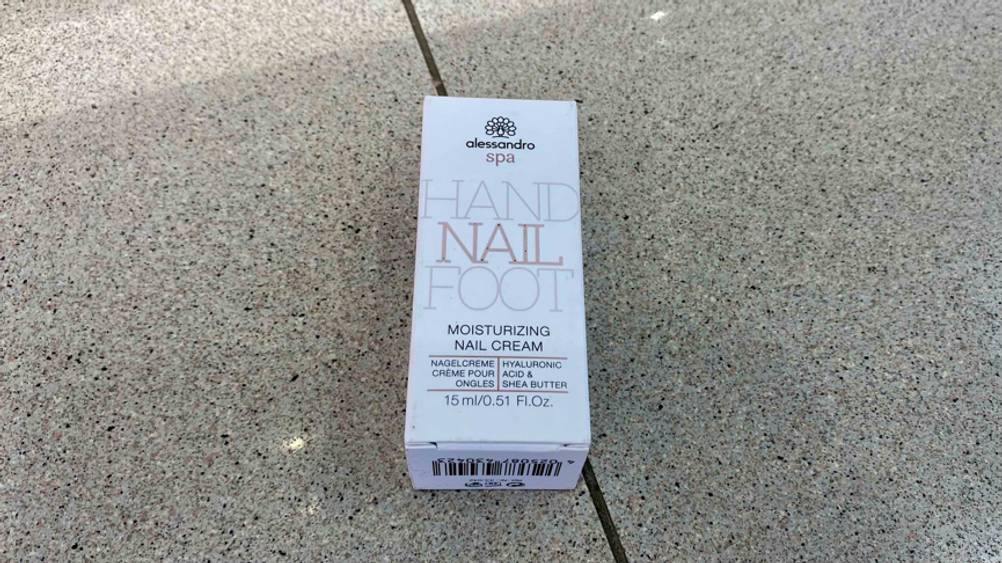 alessandro
spa
HAND
NAIL
FOOT
MOISTURIZING
NAIL CREAM
NAGELCREME
CRÈME POUR
ONGLES
HYALURONIC
ACID &
SHEA BUTTER
15 ml/0.51 Fl.Oz.